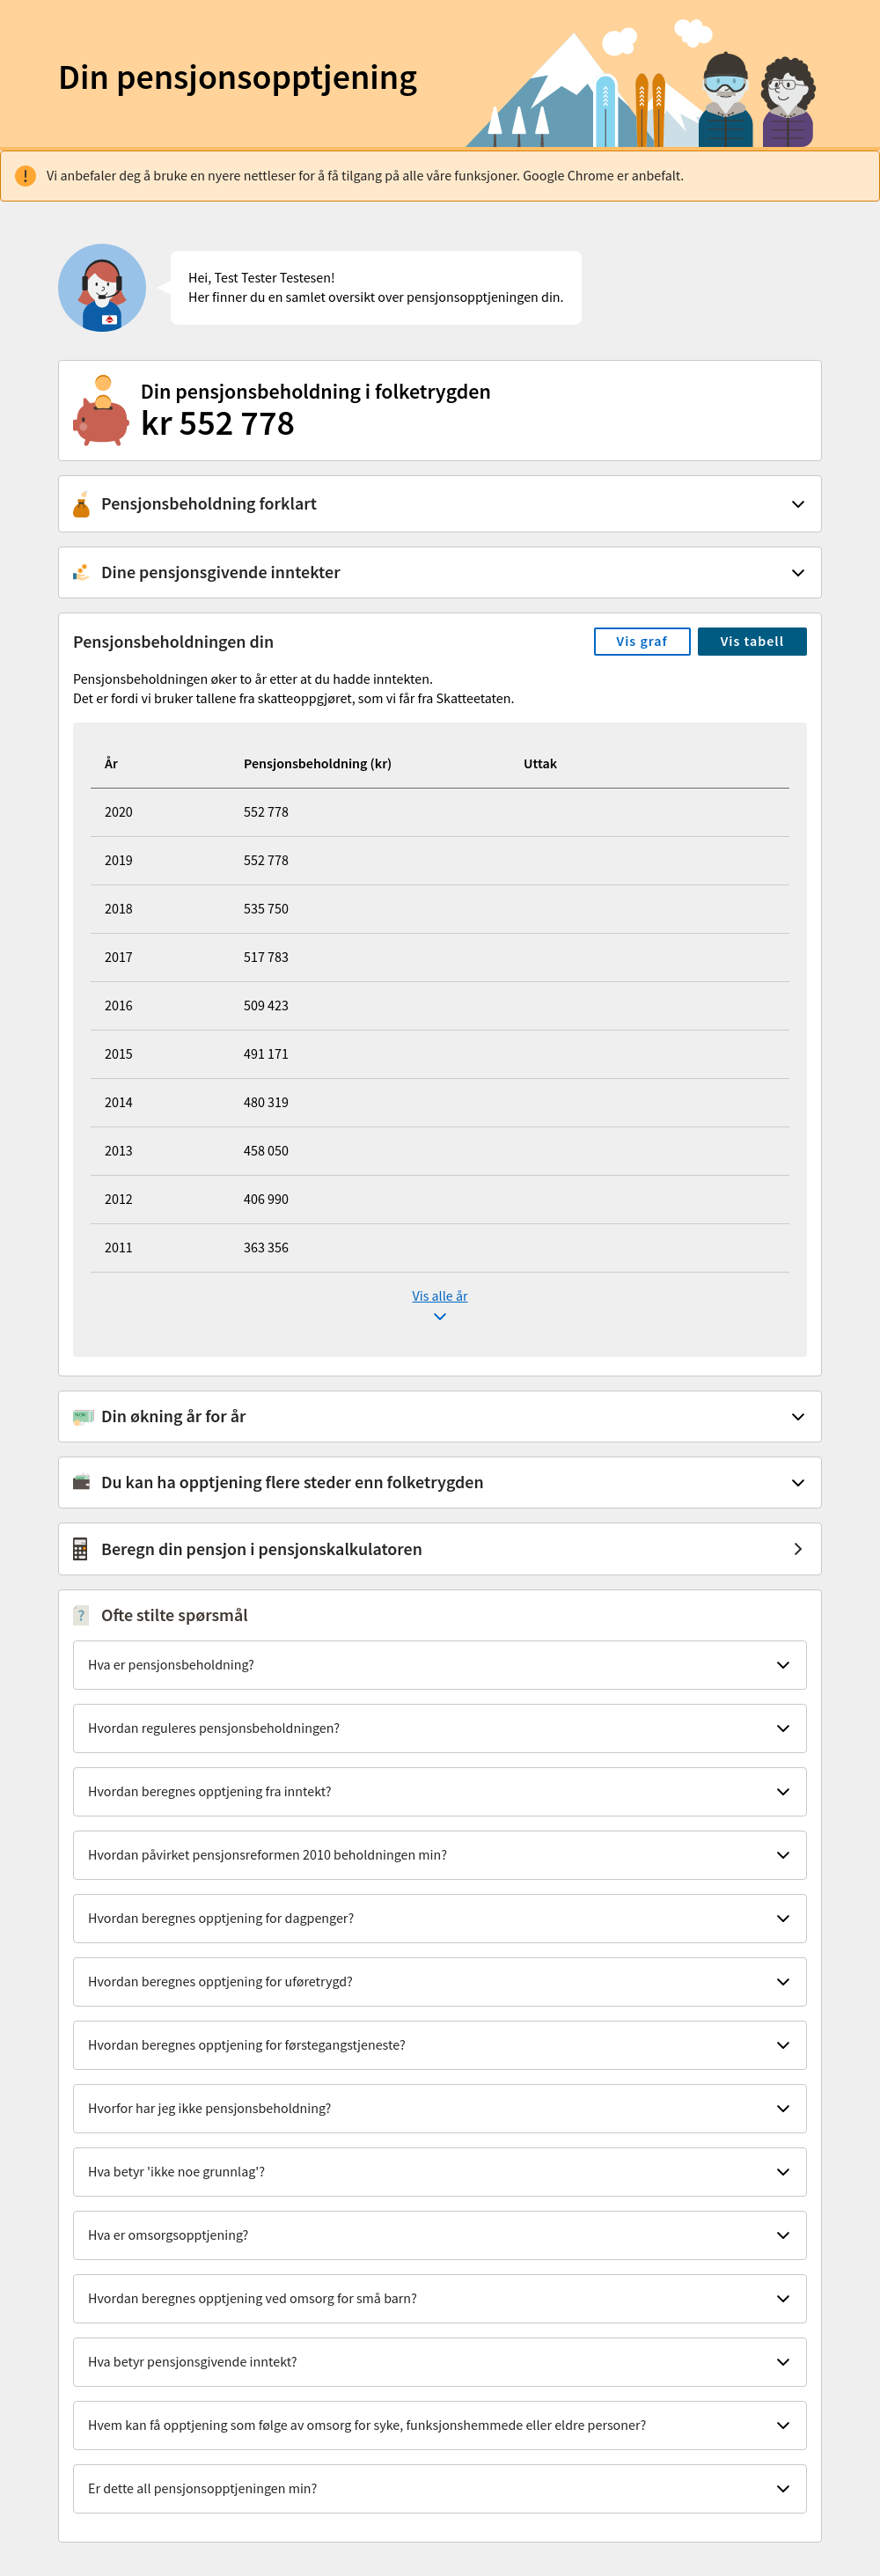 Din pensjonsopptjening
Vi anbefaler deg å bruke en nyere nettleser for å få tilgang på alle våre funksjoner. Google Chrome er anbefalt.
Hei, Test Tester Testesen!
Her finner du en samlet oversikt over pensjonsopptjeningen din.
Din pensjonsbeholdning i folketrygden
kr 552 778
Pensjonsbeholdning forklart
Dine pensjonsgivende inntekter
Pensjonsbeholdningen din
Vis graf
Vis tabell
Pensjonsbeholdningen øker to år etter at du hadde inntekten.
Det er fordi vi bruker tallene fra skatteoppgjøret, som vi får fra Skatteetaten.
År Pensjonsbeholdning (kr) Uttak
2020 552 778
2019 552 778
2018 535 750
2017 517 783
2016 509 423
2015 491 171
2014 480 319
2013 458 050
2012 406 990
2011 363 356
Vis alle år
Din økning år for år
Du kan ha opptjening flere steder enn folketrygden
Beregn din pensjon i pensjonskalkulatoren
Ofte stilte spørsmål
Hva er pensjonsbeholdning?
Hvordan reguleres pensjonsbeholdningen?
Hvordan beregnes opptjening fra inntekt?
Hvordan påvirket pensjonsreformen 2010 beholdningen min?
Hvordan beregnes opptjening for dagpenger?
Hvordan beregnes opptjening for uføretrygd?
Hvordan beregnes opptjening for førstegangstjeneste?
Hvorfor har jeg ikke pensjonsbeholdning?
Hva betyr 'ikke noe grunnlag'?
Hva er omsorgsopptjening?
Hvordan beregnes opptjening ved omsorg for små barn?
Hva betyr pensjonsgivende inntekt?
Hvem kan få opptjening som følge av omsorg for syke, funksjonshemmede eller eldre personer?
Er dette all pensjonsopptjeningen min?